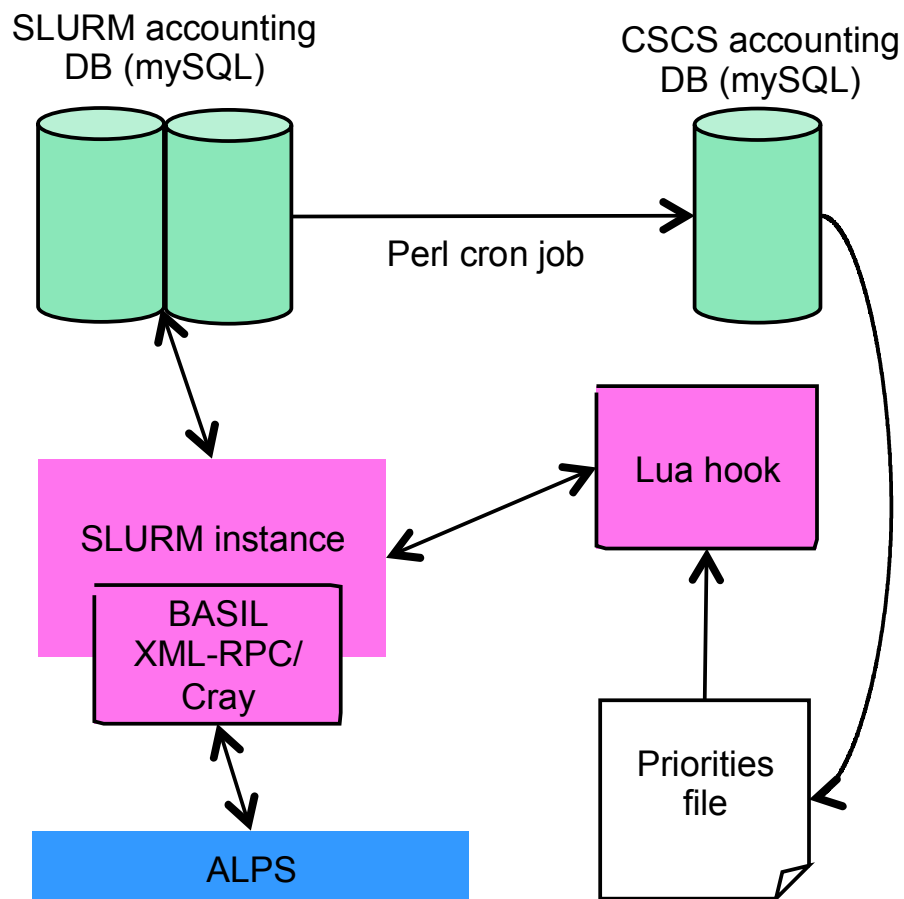 SLURM accounting
DB (mySQL)
CSCS accounting
DB (mySQL)
Perl cron job
Lua hook
SLURM instance
BASIL
XML-RPC/
Cray
Priorities
file
ALPS